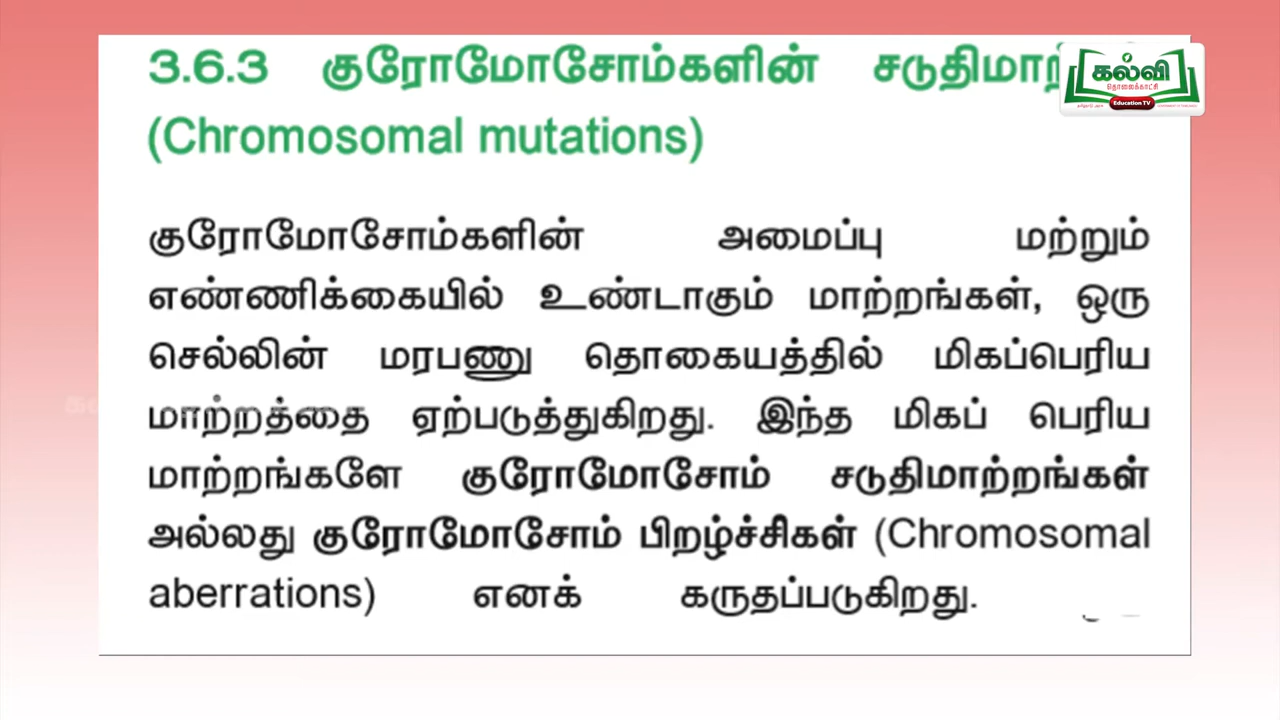 3.6.3 குரோமோசோம்களின்
(Chromosomal mutations)
கல்வி
தொலைக்காட்சி
Education TV
குரோமோசோம்களின் அமைப்பு மற்றும்
எண்ணிக்கையில் உண்டாகும் மாற்றங்கள், ஒரு
செல்லின் மரபணு தொகையத்தில் மிகப்பெரிய
மாற்றத்தை ஏற்படுத்துகிறது. இந்த மிகப் பெரிய
மாற்றங்களே குரோமோசோம் சடுதிமாற்றங்கள்
அல்லது குரோமோசோம் பிறழ்ச்சிகள் (Chromosomal
aberrations) எனக் கருதப்படுகிறது.